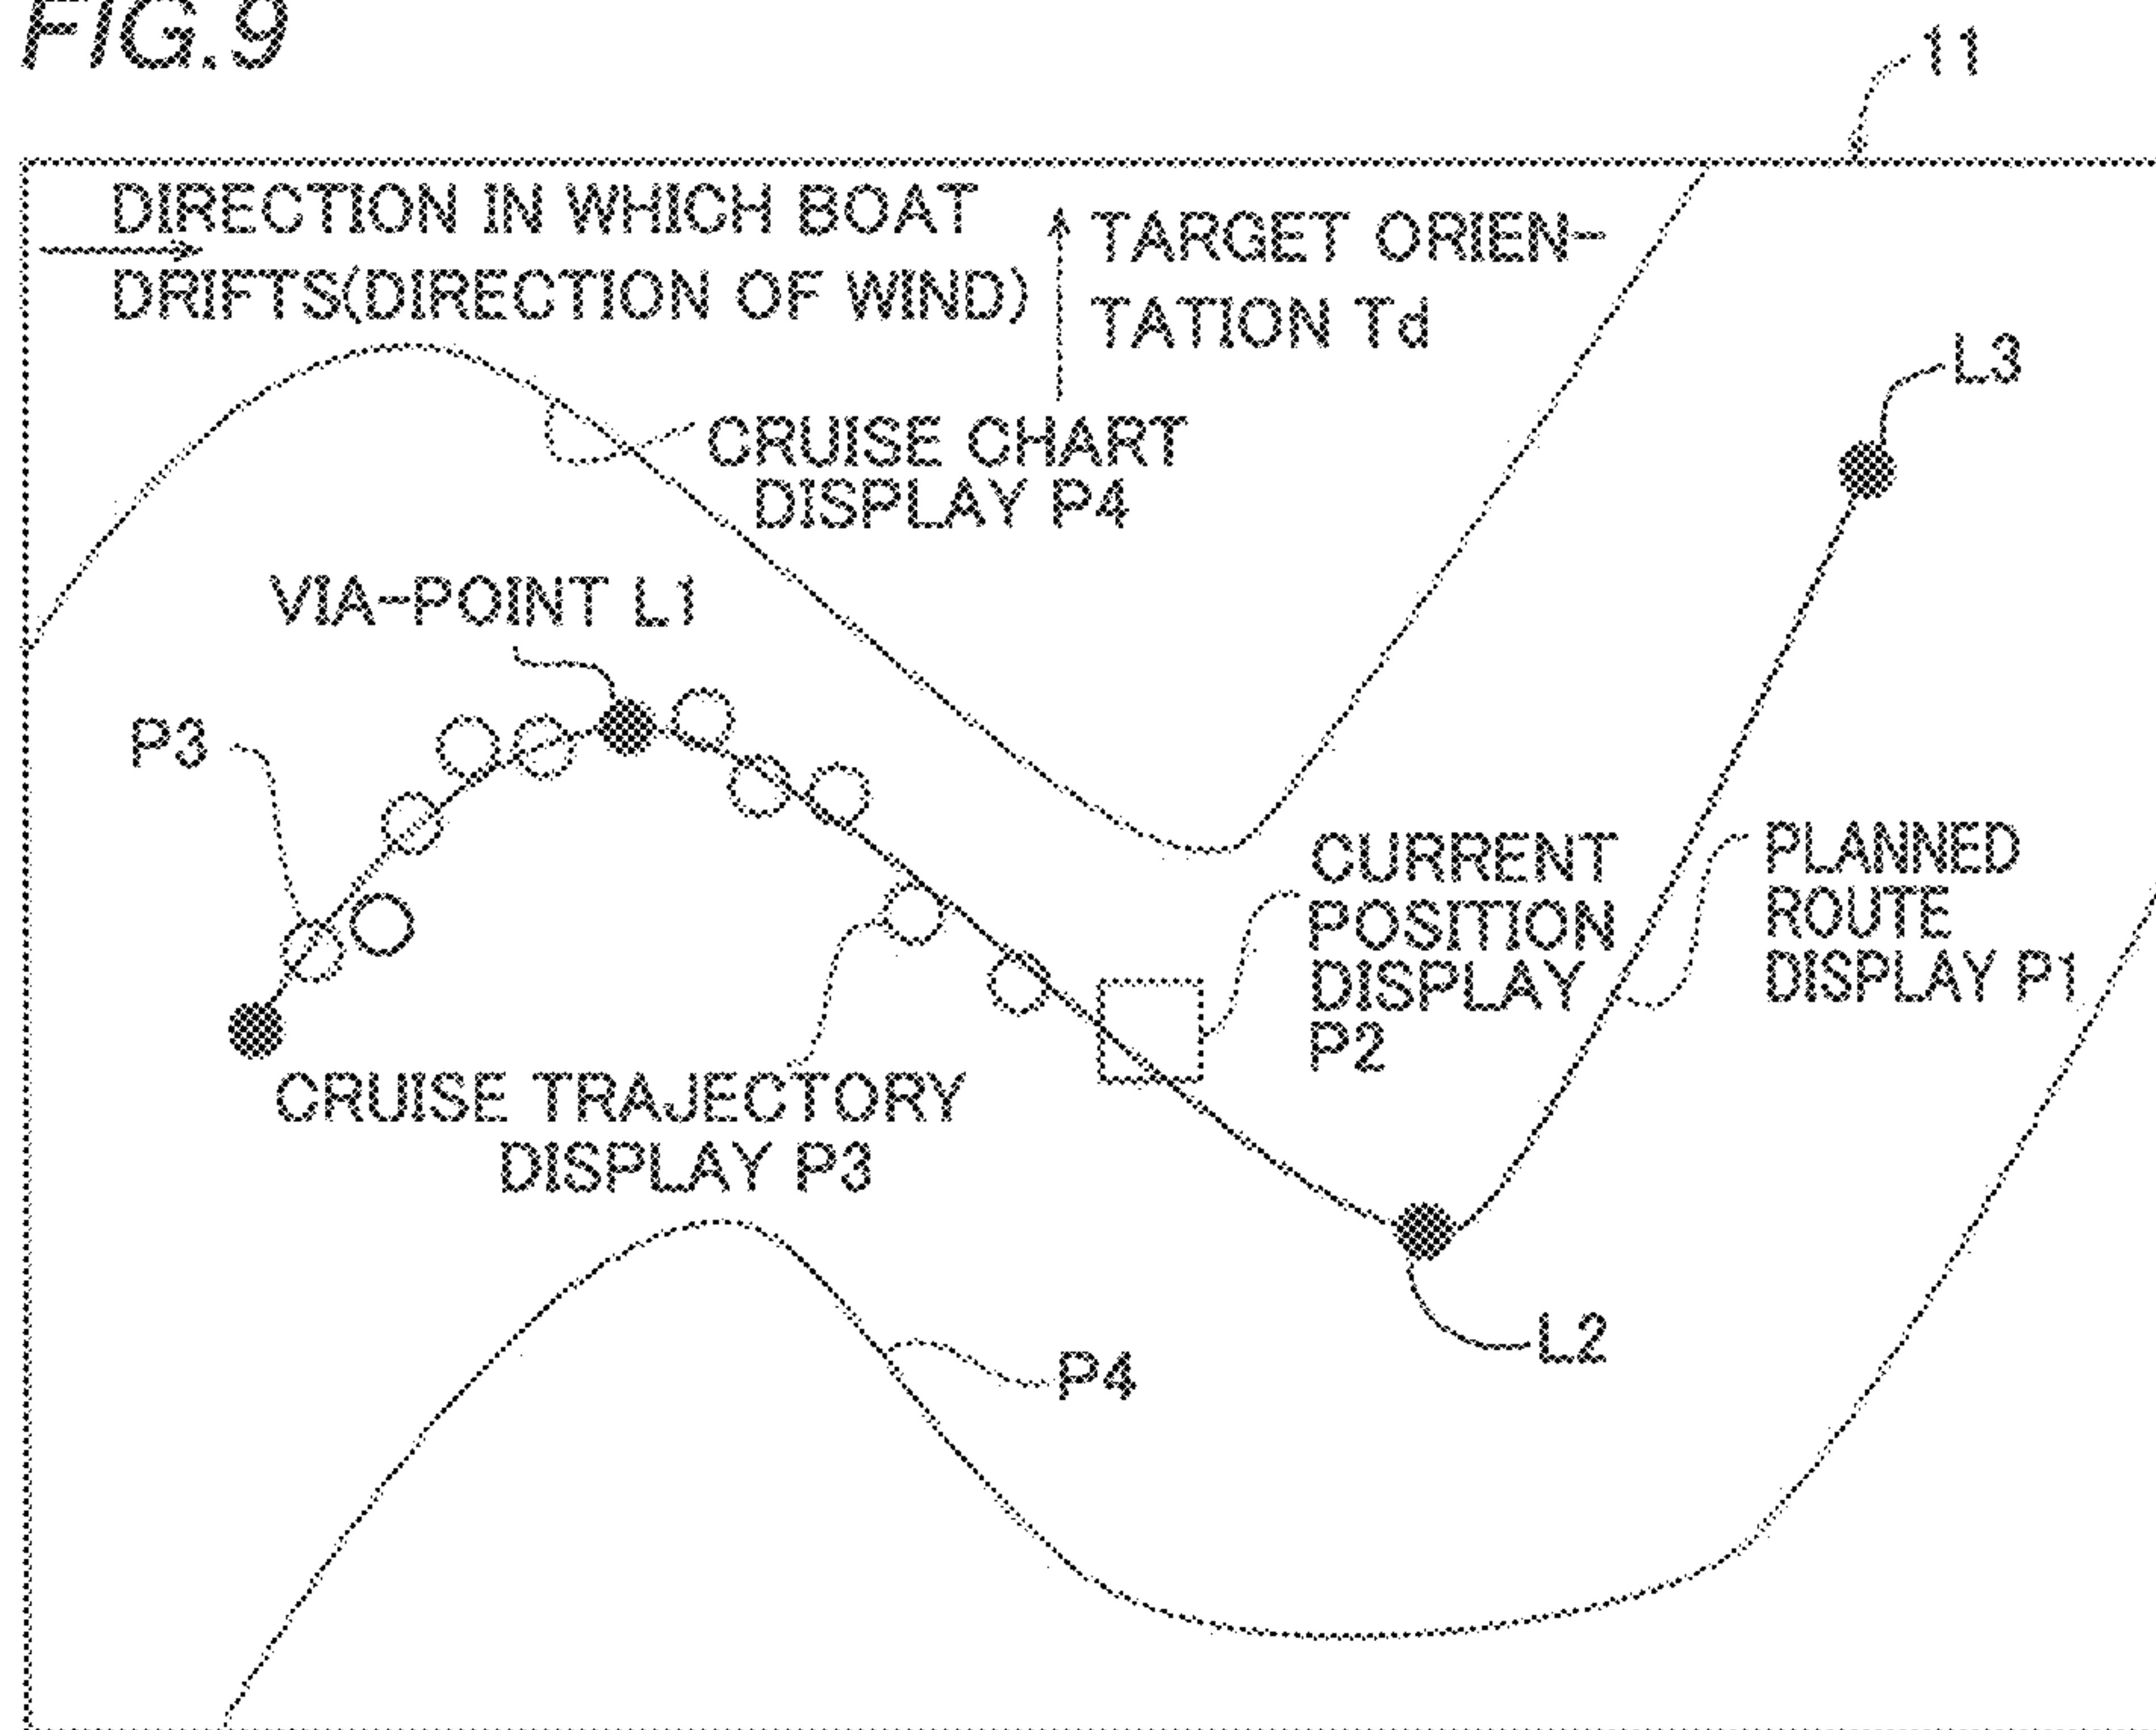 FIG.9
11
DIRECTION IN WHICH BOAT
DRIFTS(DIRECTION OF WIND)
TARGET ORIEN-
TATION Td
L3
CRUISE CHART
DISPLAY P4
VIA-POINT L1
P3
CURRENT
POSITION
DISPLAY
P2
PLANNED
ROUTE
DISPLAY P1
CRUISE TRAJECTORY
DISPLAY P3
L2
P4